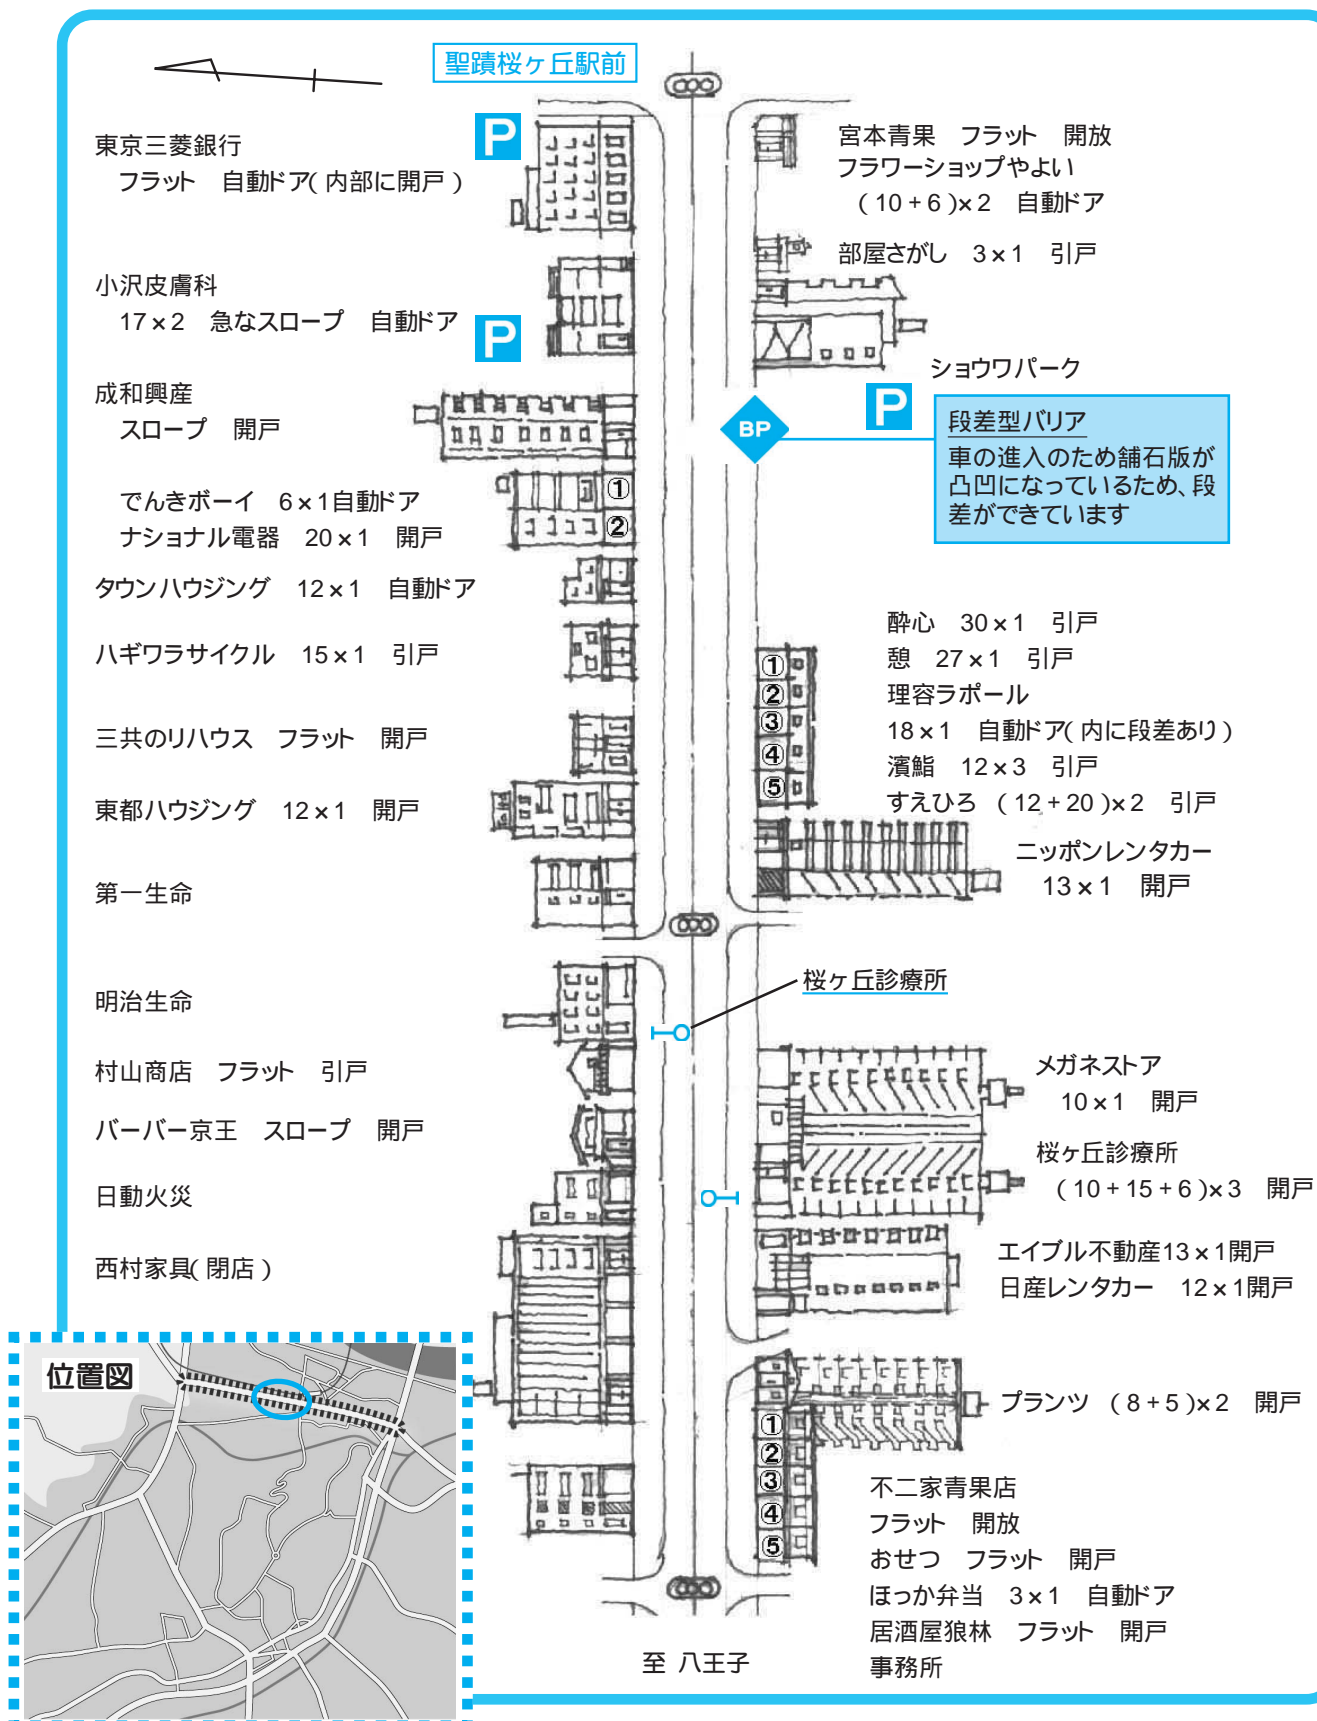 聖蹟桜ヶ丘駅前
東京三菱銀行
フラット 自動ドア(内部に開戸)
P
小沢皮膚科
17×2 急なスロープ 自動ドア
P
成和興産
スロープ 開戸
でんきボーイ 6×1自動ドア
ナショナル電器 20×1 開戸
①
②
タウンハウジング 12×1 自動ドア
ハギワラサイクル 15×1 引戸
三共のリハウス フラット 開戸
東都ハウジング 12×1 開戸
第一生命
明治生命
村山商店 フラット 引戸
バーバー京王 スロープ 開戸
日動火災
西村家具(閉店)
位置図
宮本青果 フラット 開放
フラワーショップやよい
(10+6)×2 自動ドア
部屋さがし 3×1 引戸
ショウワパーク
P
BP
段差型バリア
車の進入のため舗石版が
凸凹になっているため、段
差ができています
酔心 30×1 引戸
憩 27×1 引戸
理容ラポール
18×1 自動ドア(内に段差あり)
濱鮨 12×3 引戸
すえひろ (12+20)×2 引戸
①
②
③
④
⑤
ニッポンレンタカー
13×1 開戸
桜ヶ丘診療所
メガネストア
10×1 開戸
桜ヶ丘診療所
(10+15+6)×3 開戸
エイブル不動産13×1開戸
日産レンタカー 12×1開戸
プランツ (8+5)×2 開戸
①
②
③
④
⑤
不二家青果店
フラット 開放
おせつ フラット 開戸
ほっか弁当 3×1 自動ドア
居酒屋狼林 フラット 開戸
事務所
至 八王子